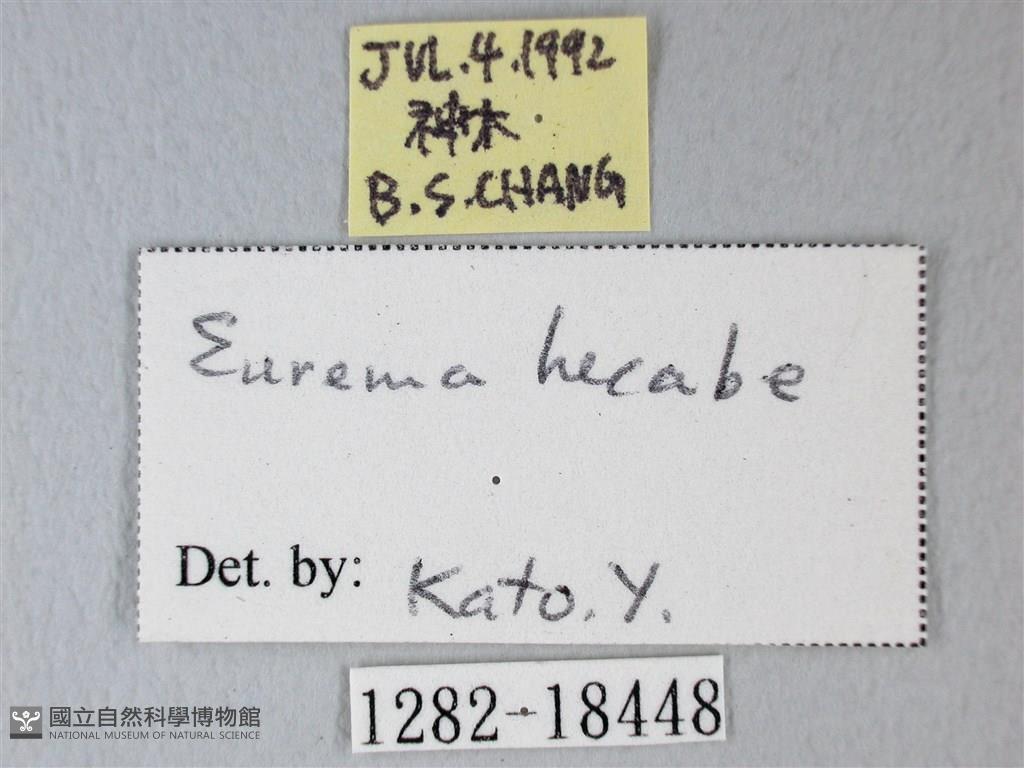 JUL.4.1992
神木
B.S.CHANG
Eurema hecabe
Det. by: Kato. Y.
1282-18448
國立自然科學博物館
NATIONAL MUSEUM OF NATURAL SCIENCE